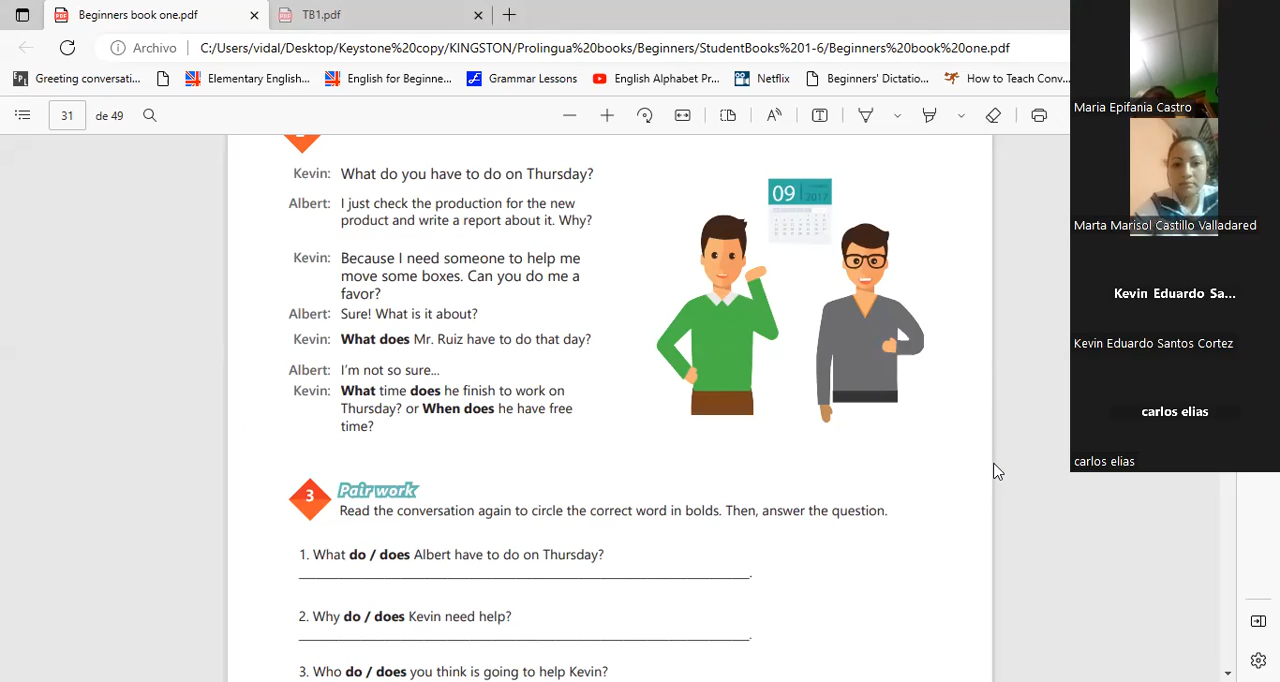 Beginners book one.pdf
TB1.pdf
Archivo
C:/Users/vidal/Desktop/Keystone%20copy/KINGSTON/Prolingua%20books/Beginners/StudentBooks%201-6/Beginners%20book%20one.pdf
Greeting conversati...
Elementary English...
English for Beginne...
Grammar Lessons
English Alphabet Pr...
Netflix
Beginners' Dictatio...
How to Teach Conv...
31
de 49
Kevin: What do you have to do on Thursday?
Albert: I just check the production for the new
product and write a report about it. Why?
Kevin: Because I need someone to help me
move some boxes. Can you do me a
favor?
Albert: Sure! What is it about?
Kevin: What does Mr. Ruiz have to do that day?
Albert: I'm not so sure...
Kevin: What time does he finish to work on
Thursday? or When does he have free
time?
09
2017
3
Pair work
Read the conversation again to circle the correct word in bolds. Then, answer the question.
1. What do / does Albert have to do on Thursday?
2. Why do / does Kevin need help?
3. Who do / does you think is going to help Kevin?
Maria Epifania Castro
Marta Marisol Castillo Valladared
Kevin Eduardo Sa...
Kevin Eduardo Santos Cortez
carlos elias
carlos elias